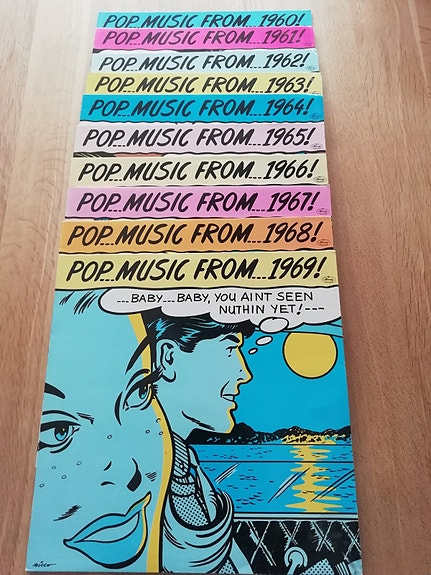 POP...MUSIC FROM...1960!
POP...MUSIC FROM...1961!
POP...MUSIC FROM...1962!
POP...MUSIC FROM...1963!
POP...MUSIC FROM...1964!
POP...MUSIC FROM...1965!
POP...MUSIC FROM...1966!
POP...MUSIC FROM...1967!
POP...MUSIC FROM...1968!
POP...MUSIC FROM...1969!
---BABY---BABY, YOU AINT SEEN
NUTHIN YET!---